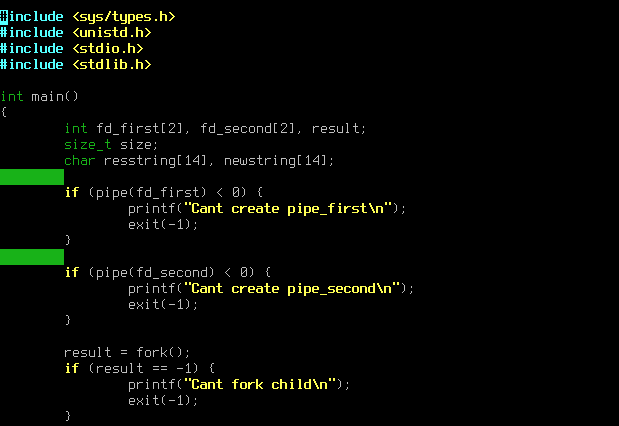 #include <sys/types.h>
#include <unistd.h>
#include <stdio.h>
#include <stdlib.h>

int main()
{
        int fd_first[2], fd_second[2], result;
        size_t size;
        char resstring[14], newstring[14];

        if (pipe(fd_first) < 0) {
                printf("Cant create pipe_first\n");
                exit(-1);
        }

        if (pipe(fd_second) < 0) {
                printf("Cant create pipe_second\n");
                exit(-1);
        }

        result = fork();
        if (result == -1) {
                printf("Cant fork child\n");
                exit(-1);
        }